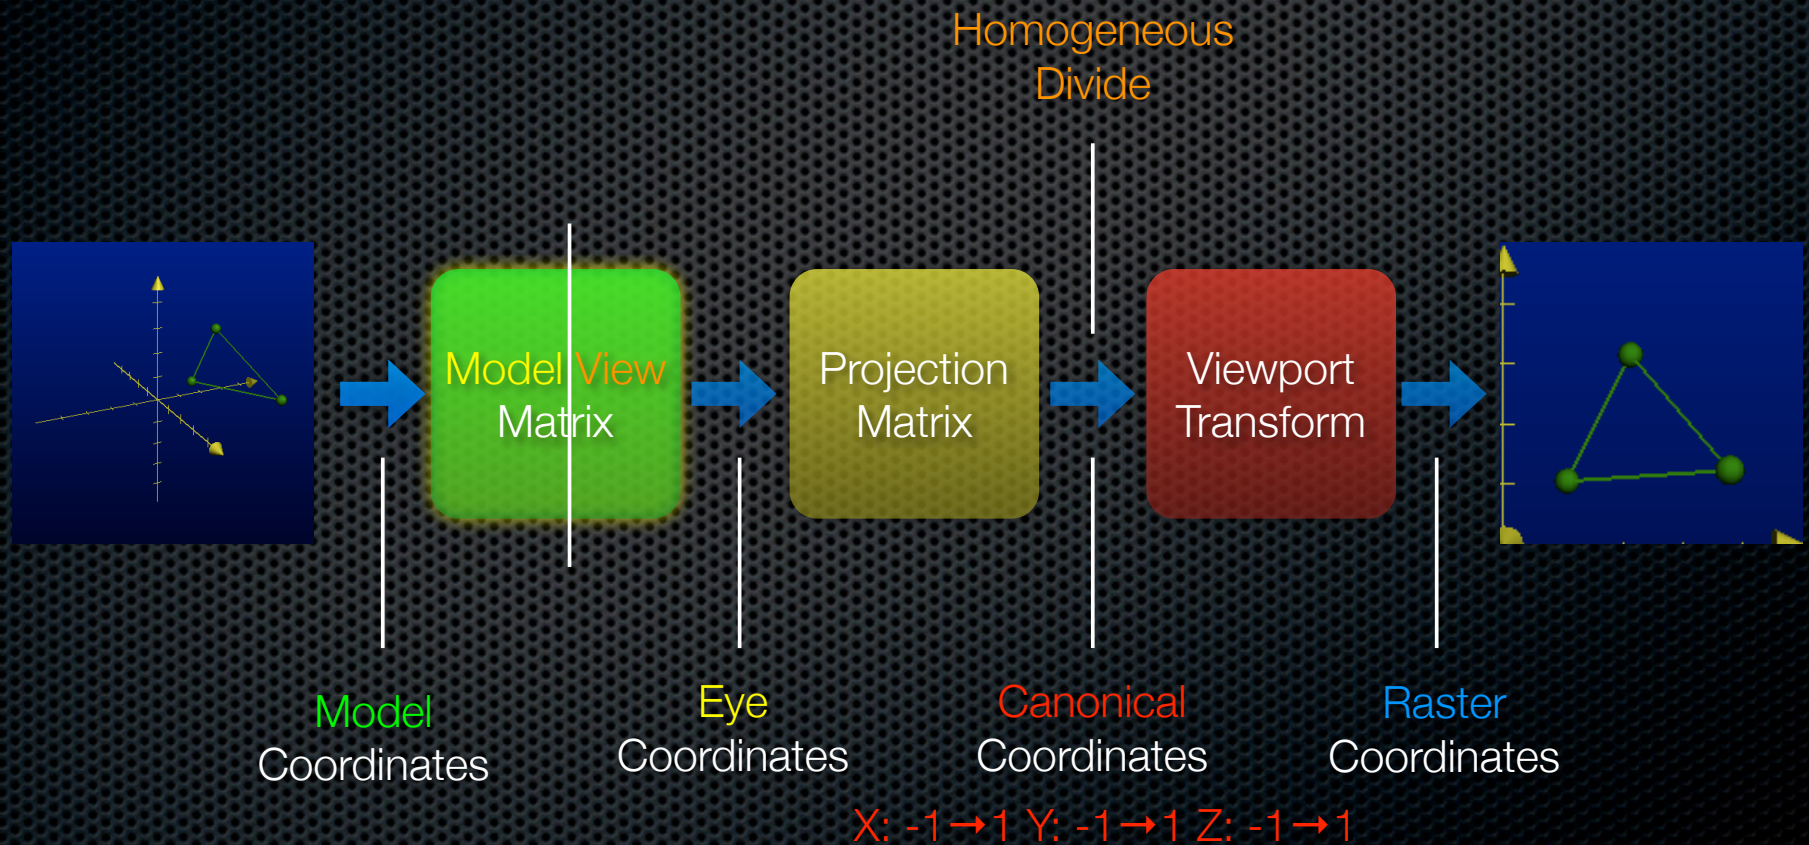 Homogeneous
Divide
Model View
Matrix
Projection
Matrix
Viewport
Transform
Model
Coordinates
Eye
Coordinates
Canonical
Coordinates
Raster
Coordinates
X: -1→1 Y: -1→1 Z: -1→1